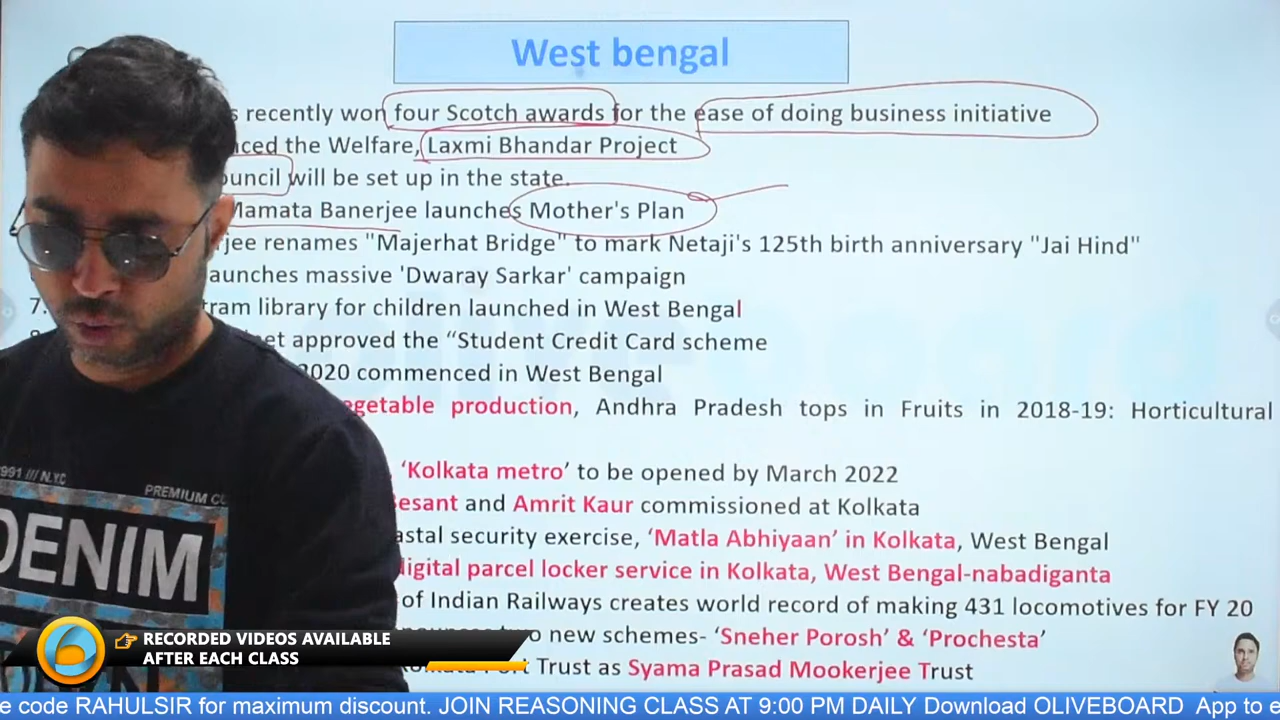 West bengal
s recently won four Scotch awards for the ease of doing business initiative
nced the Welfare, Laxmi Bhandar Project
ouncil will be set up in the state.
Mamata Banerjee launches Mother's Plan
rjee renames "Majerhat Bridge" to mark Netaji's 125th birth anniversary "Jai Hind"
launches massive 'Dwaray Sarkar' campaign
7. tram library for children launched in West Bengal
et approved the “Student Credit Card scheme
2020 commenced in West Bengal
egetable production, Andhra Pradesh tops in Fruits in 2018-19: Horticultural
‘Kolkata metro’ to be opened by March 2022
Besant and Amrit Kaur commissioned at Kolkata
astal security exercise, ‘Matla Abhiyaan’ in Kolkata, West Bengal
digital parcel locker service in Kolkata, West Bengal-nabadiganta
of Indian Railways creates world record of making 431 locomotives for FY 20
two new schemes- ‘Sneher Porosh’ & ‘Prochesta’
Trust as Syama Prasad Mookerjee Trust
1991 /// N.Y.C
PREMIUM
DENIM
RECORDED VIDEOS AVAILABLE
AFTER EACH CLASS
e code RAHULSIR for maximum discount. JOIN REASONING CLASS AT 9:00 PM DAILY Download OLIVEBOARD App to e